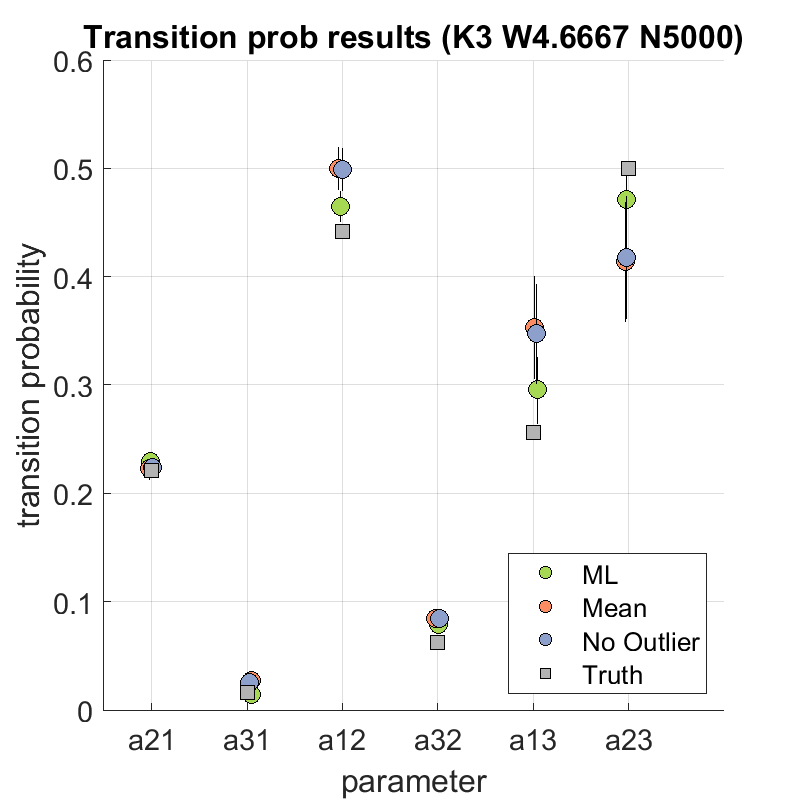 Transition prob results (K3 W4.6667 N5000)
0.6
0.5
0.4
0.3
0.2
0.1
0
transition probability
a21 a31 a12 a32 a13 a23
parameter
ML
Mean
No Outlier
Truth